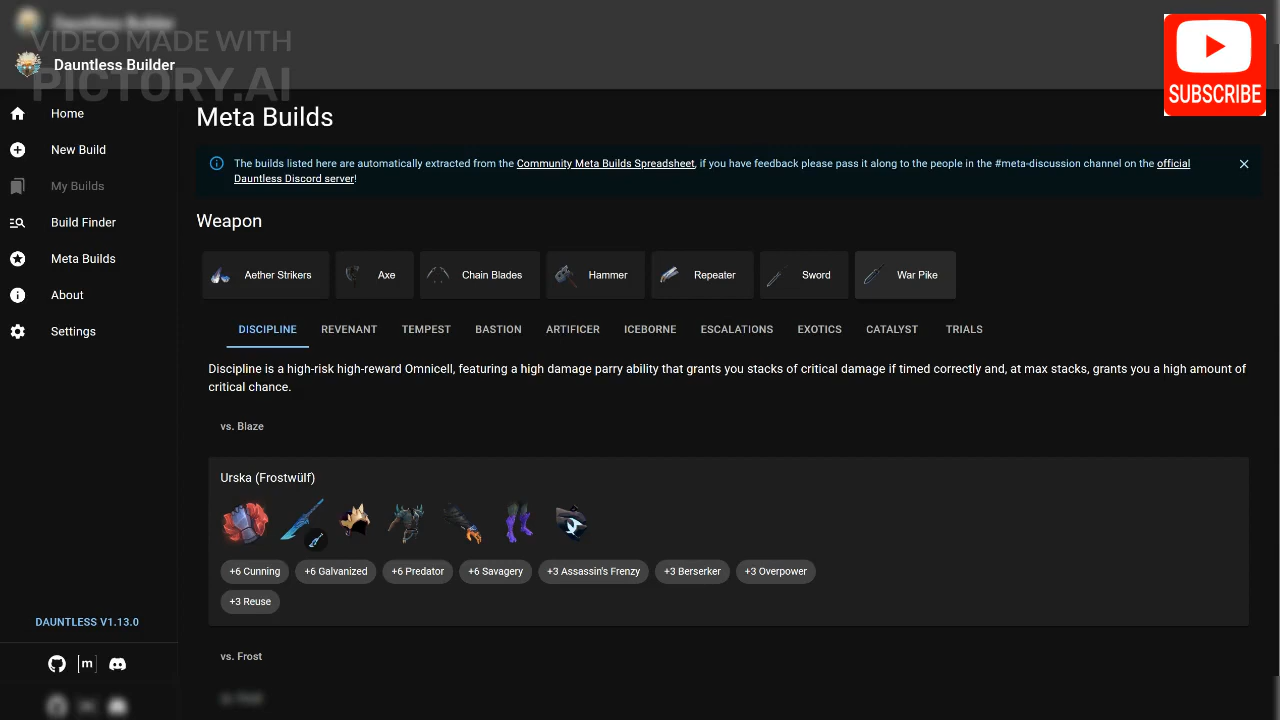 Dauntless Builder
VIDEO MADE WITH
PICTORY.AI
Dauntless Builder
SUBSCRIBE
Home
New Build
My Builds
Build Finder
Meta Builds
About
Settings
DAUNTLESS V1.13.0
[m]
Meta Builds
The builds listed here are automatically extracted from the Community Meta Builds Spreadsheet, if you have feedback please pass it along to the people in the #meta-discussion channel on the official
Dauntless Discord server!
Weapon
Aether Strikers Axe Chain Blades Hammer Repeater Sword War Pike
DISCIPLINE REVENANT TEMPEST BASTION ARTIFICER ICEBORNE ESCALATIONS EXOTICS CATALYST TRIALS
Discipline is a high-risk high-reward Omnicell, featuring a high damage parry ability that grants you stacks of critical damage if timed correctly and, at max stacks, grants you a high amount of
critical chance.
vs. Blaze
Urska (Frostwülf)
+6 Cunning +6 Galvanized +6 Predator +6 Savagery +3 Assassin's Frenzy +3 Berserker +3 Overpower
+3 Reuse
vs. Frost